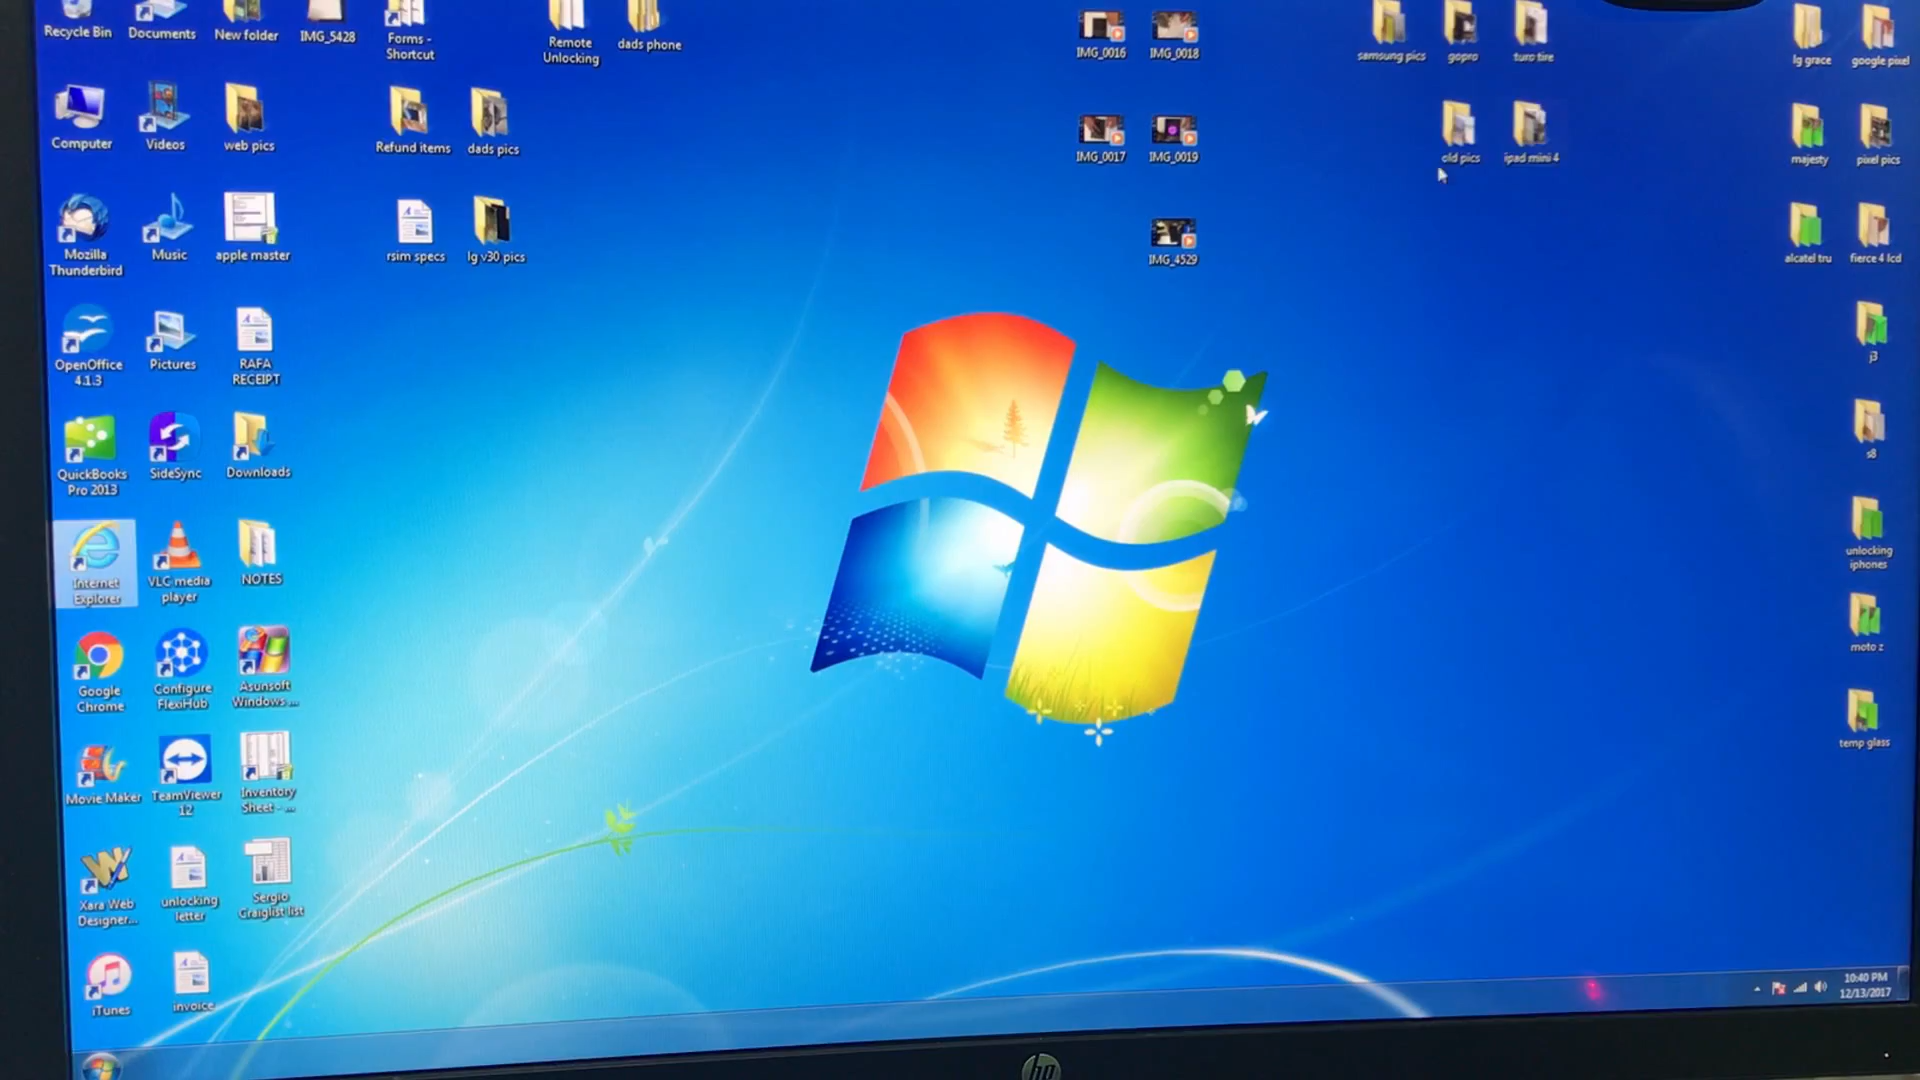 Recycle Bin
Documents
New folder
IMG_5428
Forms -
Shortcut
Remote
Unlocking
dads phone
IMG_0016
IMG_0018
samsung pics
gopro
turo tire
lg grace
google pixel
Computer
Videos
web pics
Refund items
dads pics
IMG_0017
IMG_0019
old pics
ipad mini 4
majesty
pixel pics
Mozilla
Thunderbird
Music
apple master
rsim specs
lg v30 pics
IMG_4529
alcatel tru
fierce 4 lcd
OpenOffice
4.1.3
Pictures
RAFA
RECEIPT
j3
QuickBooks
Pro 2013
SideSync
Downloads
s8
Internet
Explorer
VLC media
player
NOTES
unlocking
iphones
Google
Chrome
Configure
FlexiHub
Asunsoft
Windows ...
moto z
Movie Maker
TeamViewer
12
Inventory
Sheet - ...
temp glass
Xara Web
Designer...
unlocking
letter
Sergio
Craiglist list
iTunes
invoice
10:40 PM
12/13/2017
hp